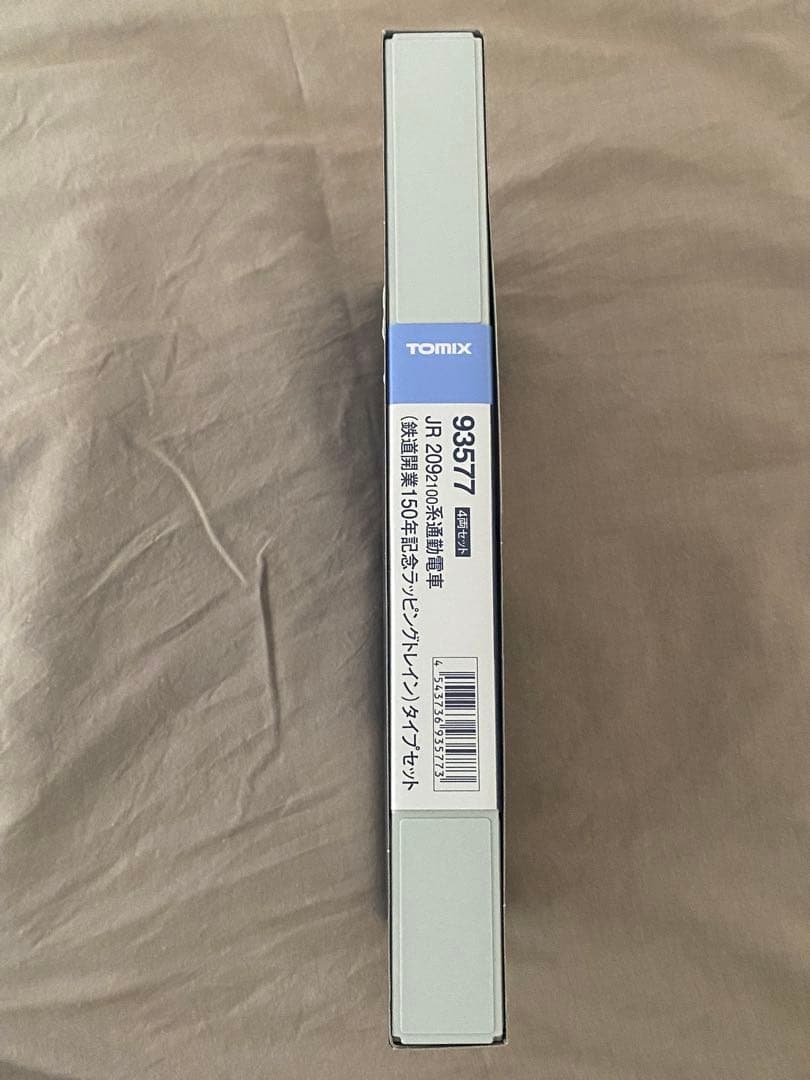 TOMIX
93577 4両セット
JR 209 2100系通勤電車
(鉄道開業150年記念ラッピングトレイン)タイプセット
4 543736 935773